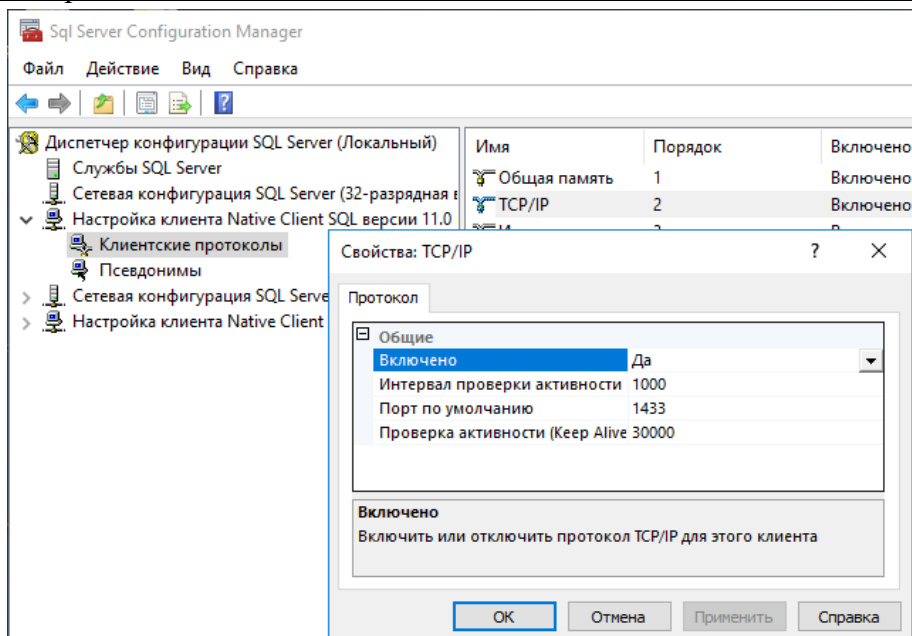 Sql Server Configuration Manager
Файл Действие Вид Справка
Диспетчер конфигурации SQL Server (Локальный)
Службы SQL Server
Сетевая конфигурация SQL Server (32-разрядная в
Настройка клиента Native Client SQL версии 11.0
Клиентские протоколы
Псевдонимы
Сетевая конфигурация SQL Serve
Настройка клиента Native Client
Имя Порядок Включено
Общая память 1 Включено
TCP/IP 2 Включено
Свойства: TCP/IP ?
Протокол
Общие
Включено Да
Интервал проверки активности 1000
Порт по умолчанию 1433
Проверка активности (Keep Alive 30000
Включено
Включить или отключить протокол TCP/IP для этого клиента
ОК Отмена Применить Справка